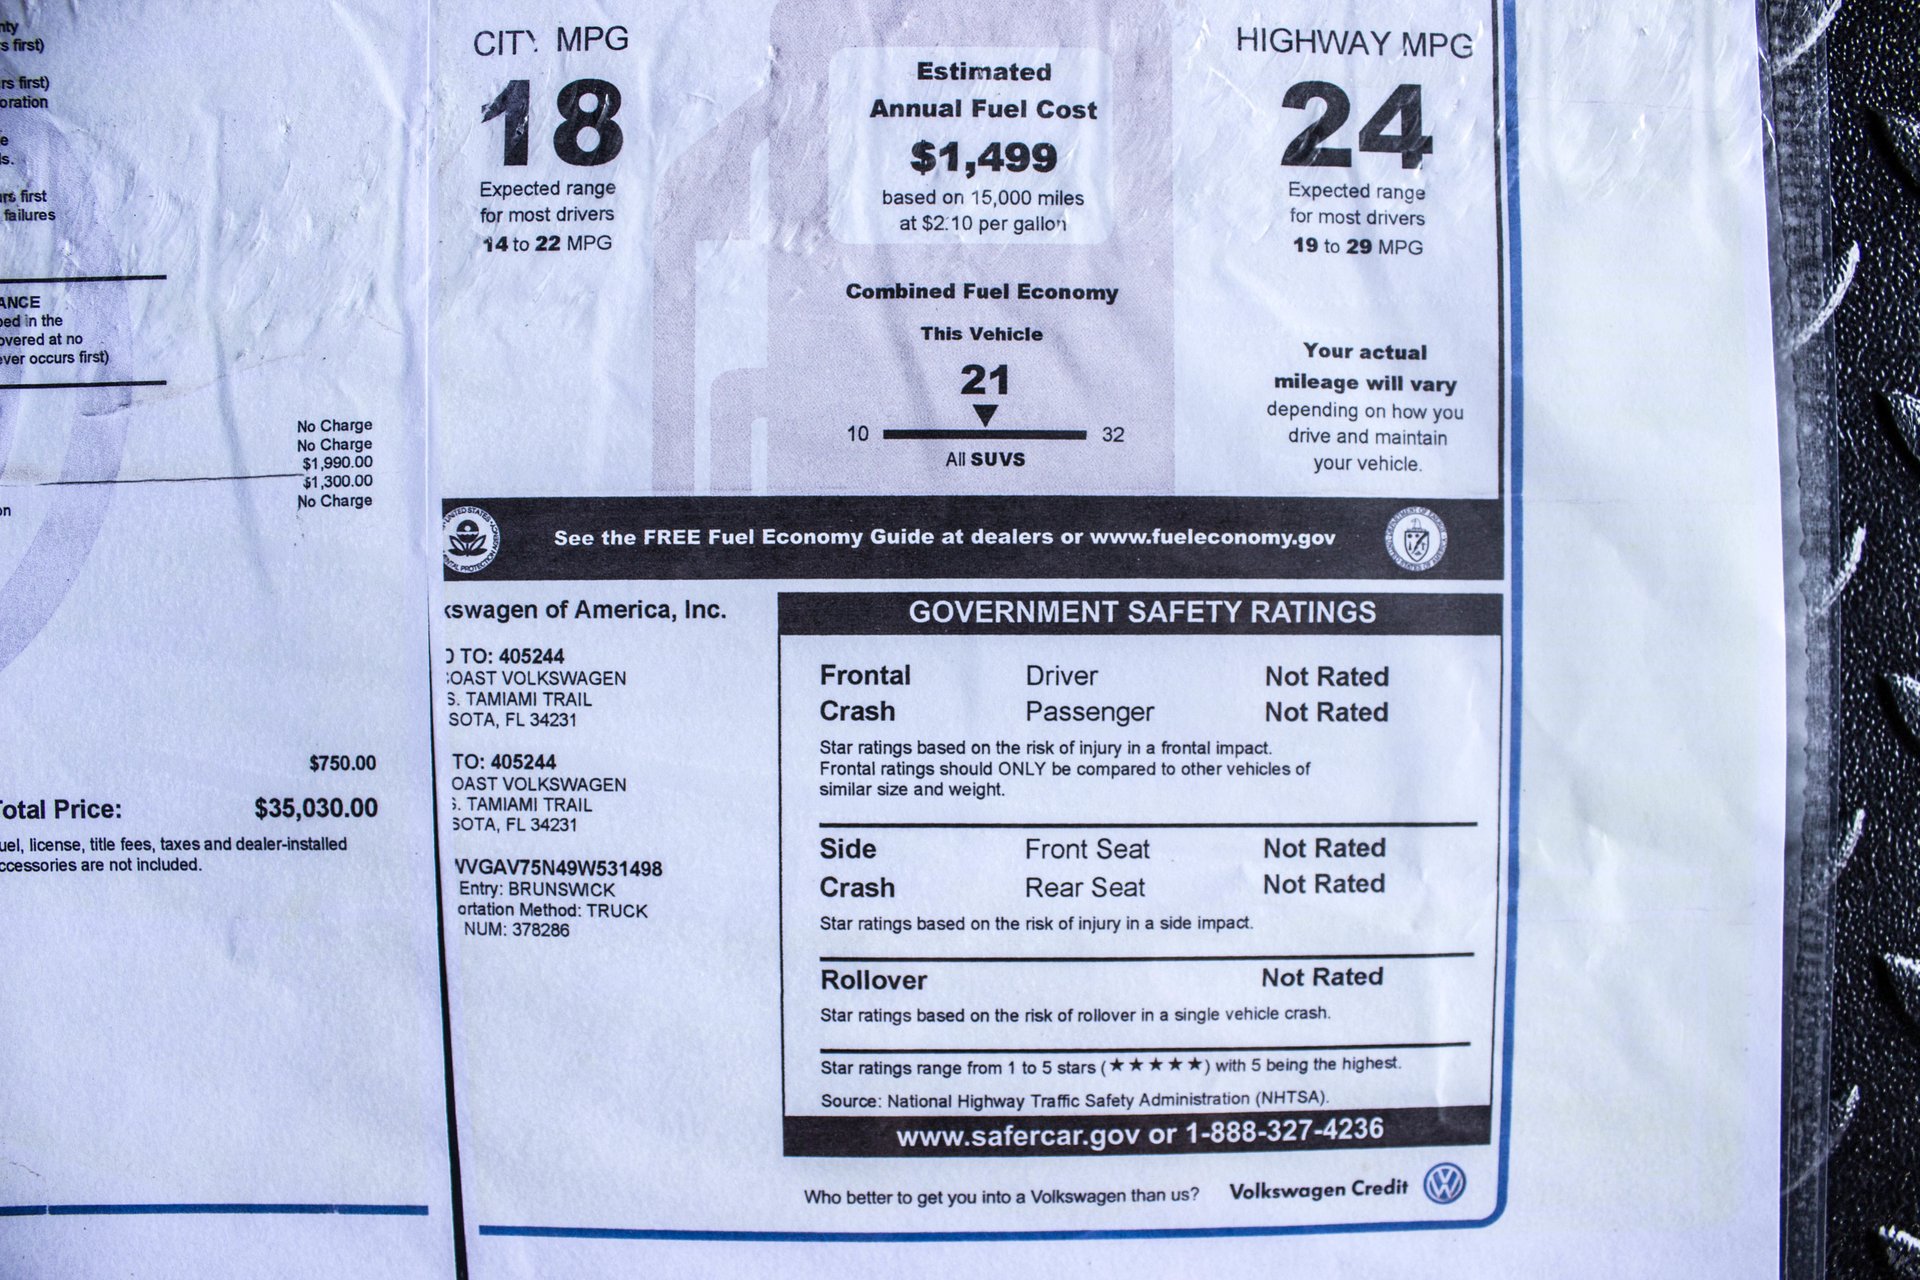 s first)
rs first)
oration
e
s.
rs first
failures
ANCE
ed in the
overed at no
ever occurs first)
No Charge
No Charge
$1,990.00
$1,300.00
No Charge
on
$750.00
Total Price: $35,030.00
uel, license, title fees, taxes and dealer-installed
ccessories are not included.
CITY MPG
18
Expected range
for most drivers
14 to 22 MPG
Estimated
Annual Fuel Cost
$1,499
based on 15,000 miles
at $2.10 per gallon
HIGHWAY MPG
24
Expected range
for most drivers
19 to 29 MPG
Combined Fuel Economy
This Vehicle
21
10 32
All SUVS
Your actual
mileage will vary
depending on how you
drive and maintain
your vehicle.
See the FREE Fuel Economy Guide at dealers or www.fueleconomy.gov
kswagen of America, Inc.
TO: 405244
OAST VOLKSWAGEN
S. TAMIAMI TRAIL
SOTA, FL 34231
TO: 405244
OAST VOLKSWAGEN
S. TAMIAMI TRAIL
SOTA, FL 34231
WVGAV75N49W531498
Entry: BRUNSWICK
ortation Method: TRUCK
NUM: 378286
GOVERNMENT SAFETY RATINGS
Frontal Driver Not Rated
Crash Passenger Not Rated
Star ratings based on the risk of injury in a frontal impact.
Frontal ratings should ONLY be compared to other vehicles of
similar size and weight.
Side Front Seat Not Rated
Crash Rear Seat Not Rated
Star ratings based on the risk of injury in a side impact.
Rollover Not Rated
Star ratings based on the risk of rollover in a single vehicle crash.
Star ratings range from 1 to 5 stars (★★★★★) with 5 being the highest.
Source: National Highway Traffic Safety Administration (NHTSA).
www.safercar.gov or 1-888-327-4236
Who better to get you into a Volkswagen than us? Volkswagen Credit